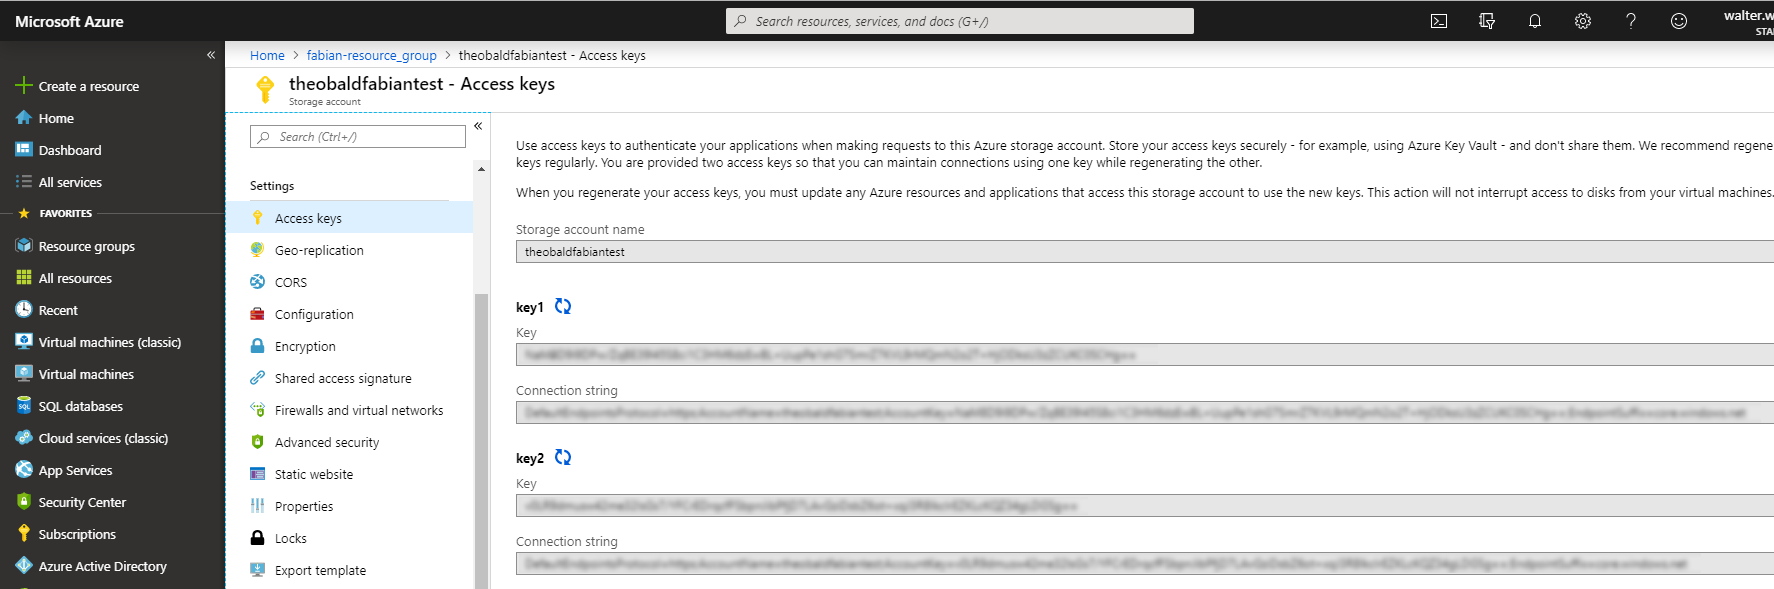 Microsoft Azure
Search resources, services, and docs (G+/)
walter.w
STA
Home > fabian-resource_group > theobaldfabiantest - Access keys
theobaldfabiantest - Access keys
Storage account
Create a resource
Home
Dashboard
All services
FAVORITES
Resource groups
All resources
Recent
Virtual machines (classic)
Virtual machines
SQL databases
Cloud services (classic)
App Services
Security Center
Subscriptions
Azure Active Directory
Search (Ctrl+/)
Settings
Access keys
Geo-replication
CORS
Configuration
Encryption
Shared access signature
Firewalls and virtual networks
Advanced security
Static website
Properties
Locks
Export template
Use access keys to authenticate your applications when making requests to this Azure storage account. Store your access keys securely - for example, using Azure Key Vault - and don't share them. We recommend regene
keys regularly. You are provided two access keys so that you can maintain connections using one key while regenerating the other.
When you regenerate your access keys, you must update any Azure resources and applications that access this storage account to use the new keys. This action will not interrupt access to disks from your virtual machines.
Storage account name
theobaldfabiantest
key1
Key
Connection string
key2
Key
Connection string